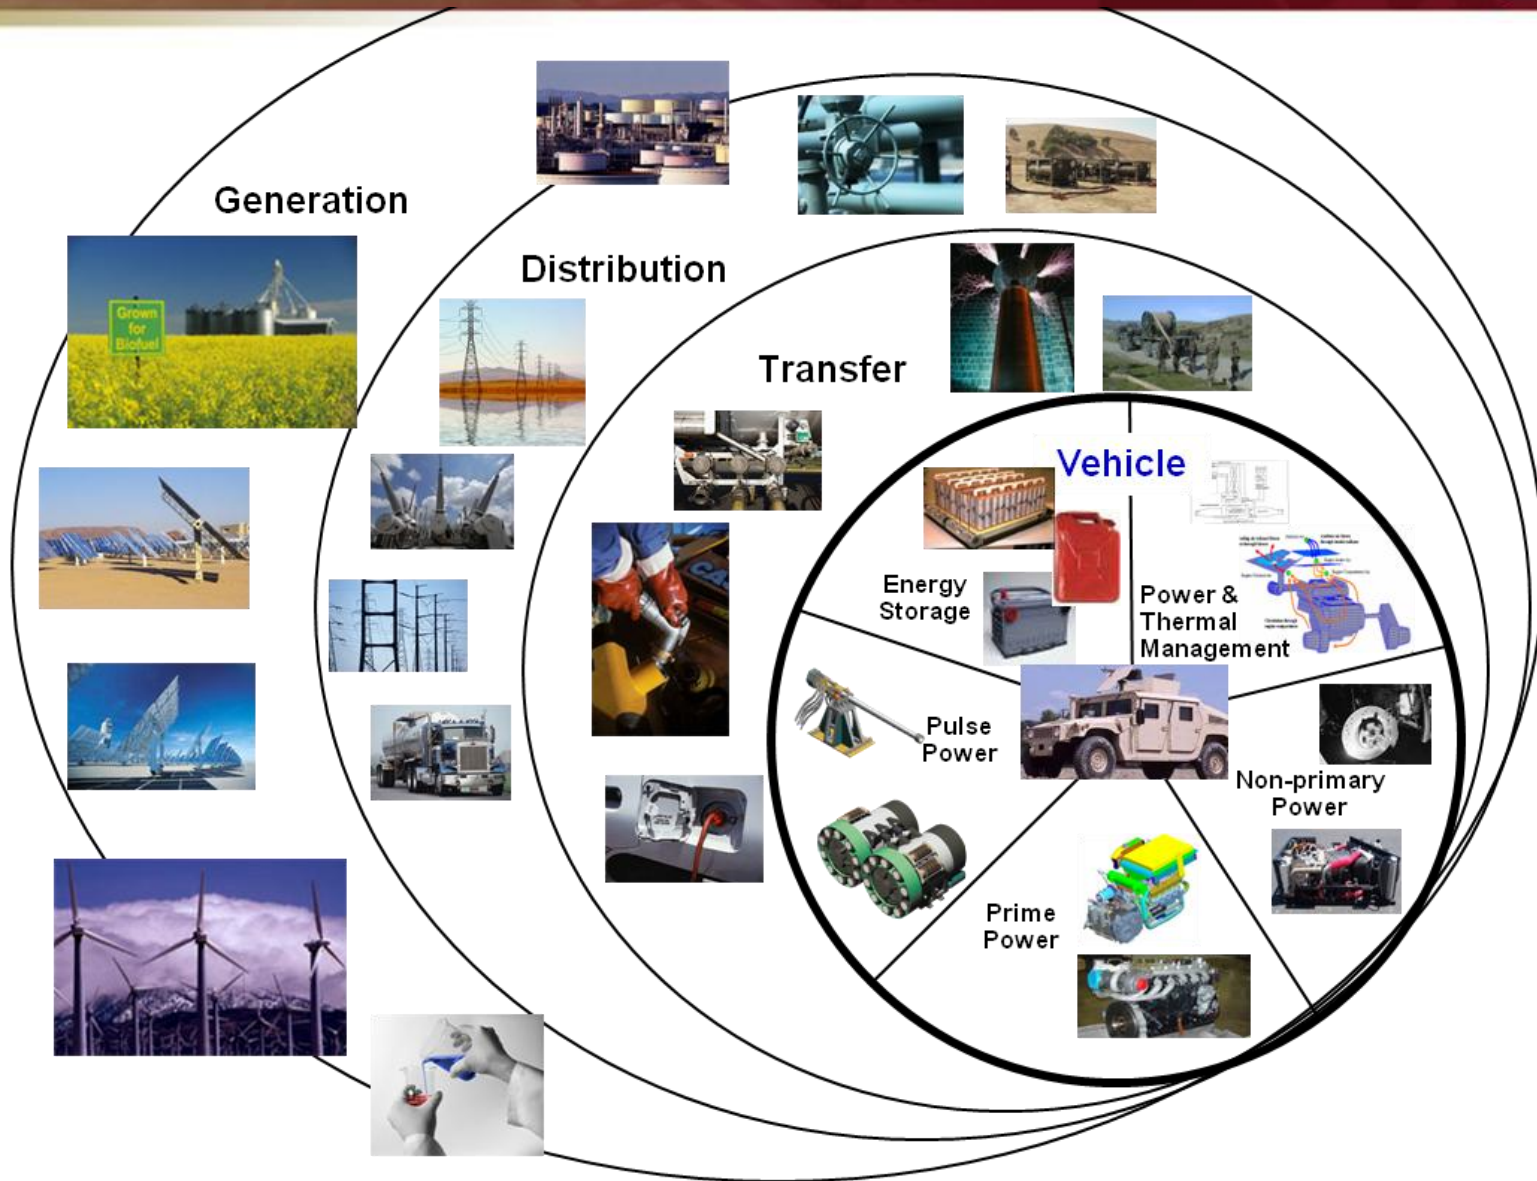 Generation
Grown
for
Biofuel
Distribution
Transfer
Vehicle
Energy
Storage
Power &
Thermal
Management
Pulse
Power
Non-primary
Power
Prime
Power